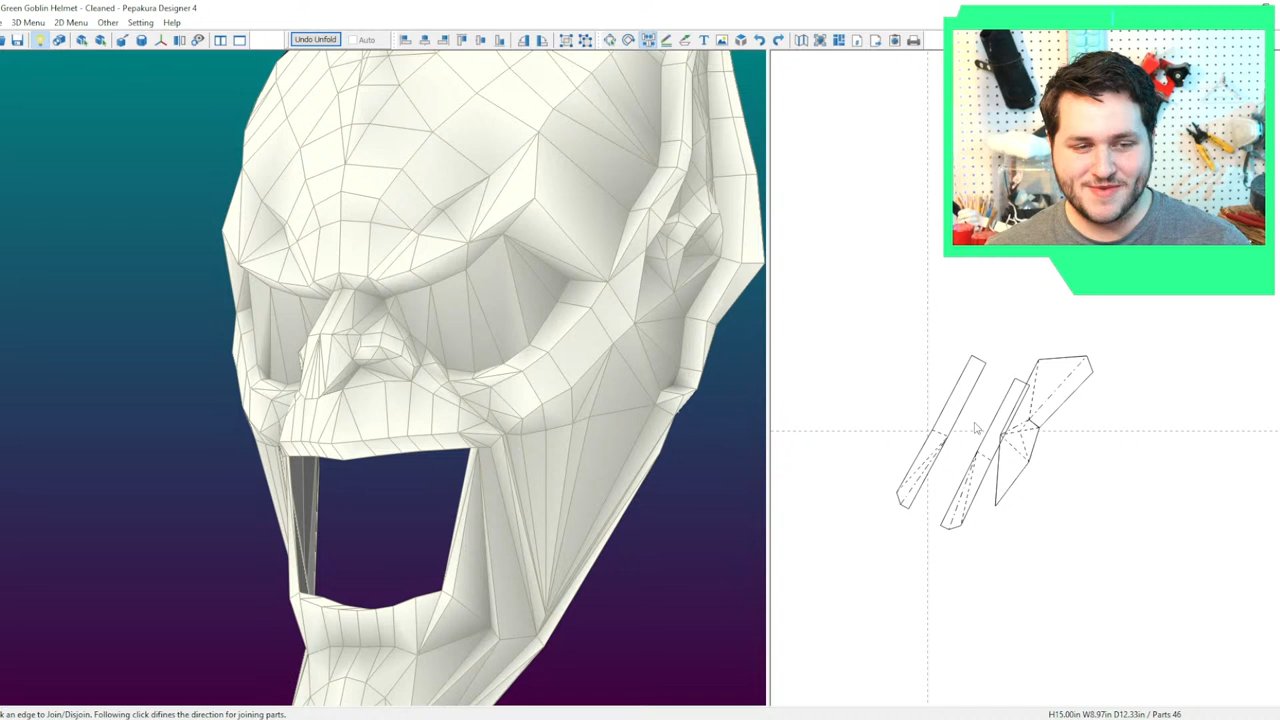 Green Goblin Helmet - Cleaned - Pepakura Designer 4
3D Menu 2D Menu Other Setting Help
Undo Unfold Auto
k an edge to Join/Disjoin. Following click difines the direction for joining parts.
H15.00in W8.97in D12.33in / Parts 46